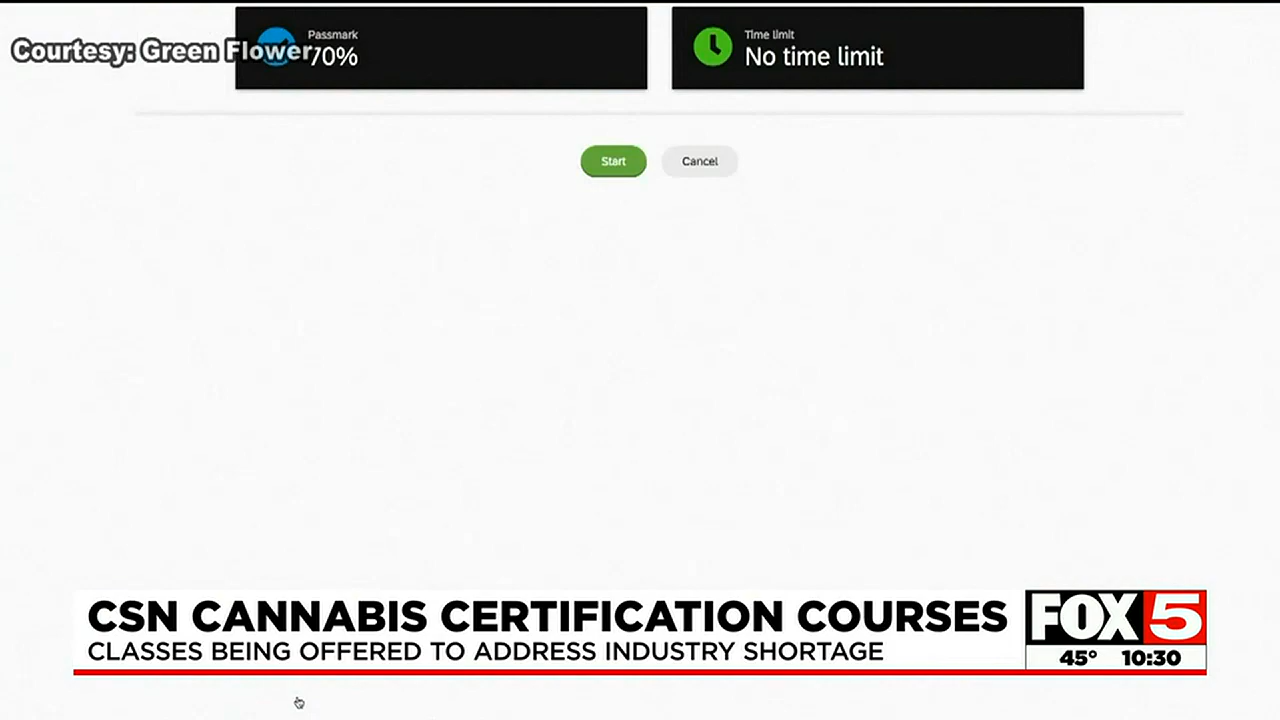 Courtesy: Green Flower
Passmark
70%
Time limit
No time limit
Start
Cancel
CSN CANNABIS CERTIFICATION COURSES
CLASSES BEING OFFERED TO ADDRESS INDUSTRY SHORTAGE
FOX 5
45° 10:30